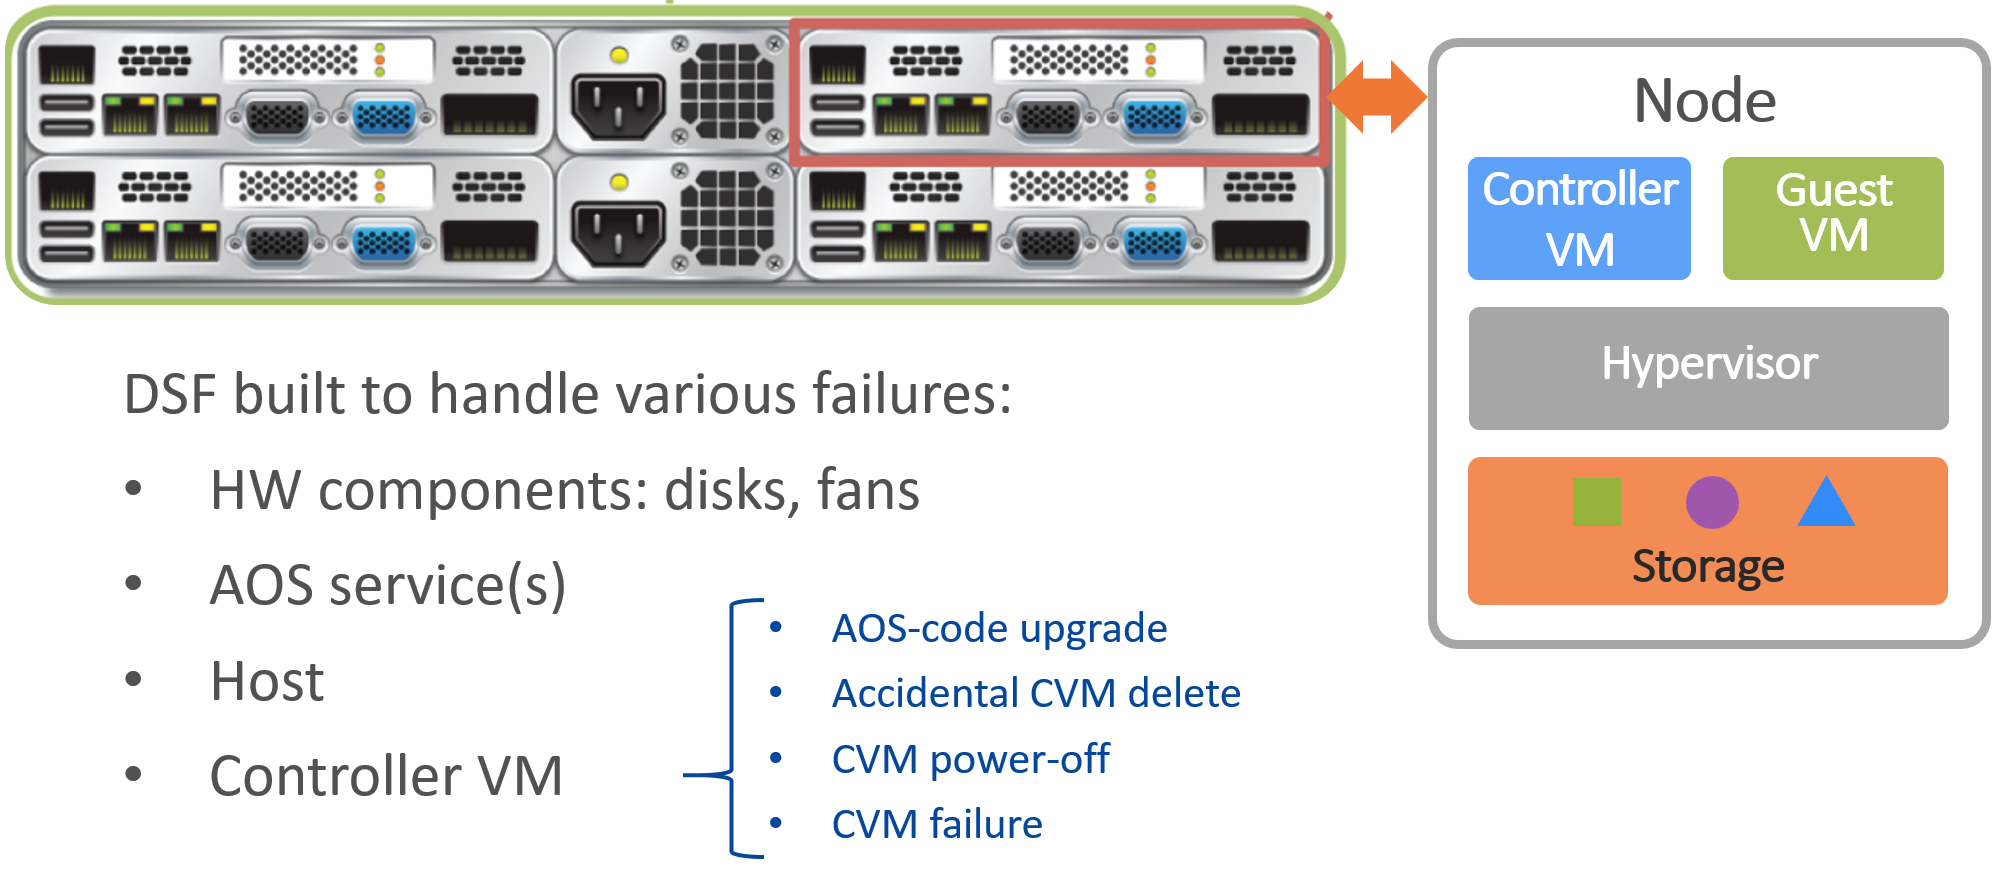 Node
Controller
VM
Guest
VM
Hypervisor
Storage
DSF built to handle various failures:
• HW components: disks, fans
• AOS service(s)
• Host
• Controller VM
• AOS-code upgrade
• Accidental CVM delete
• CVM power-off
• CVM failure